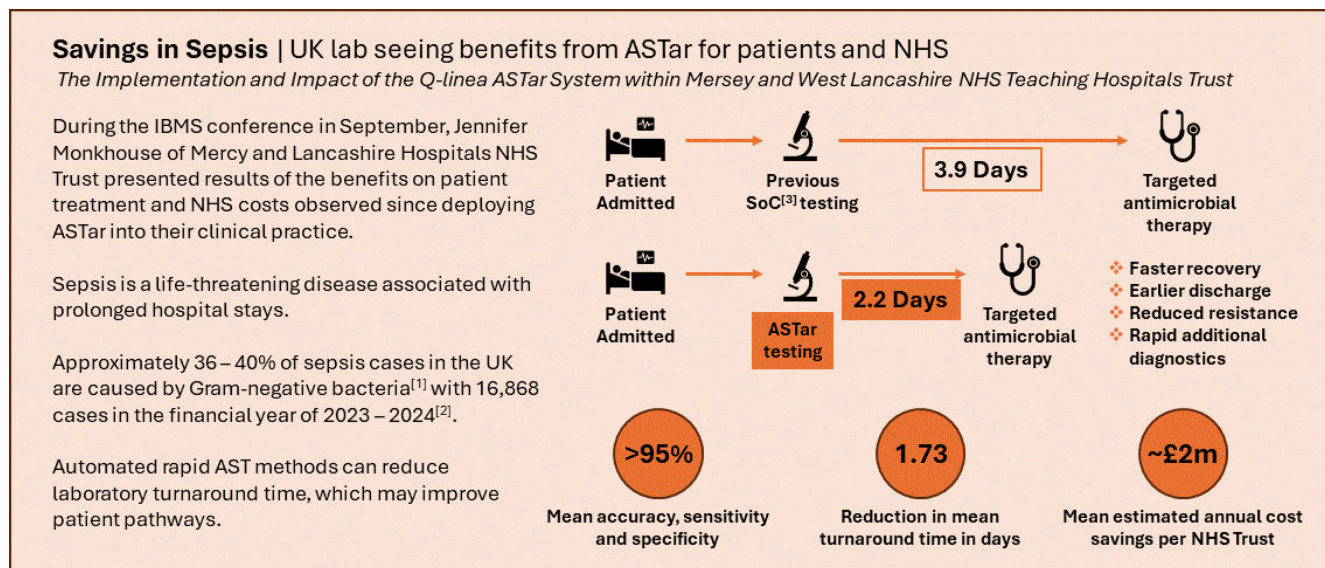 Savings in Sepsis | UK lab seeing benefits from ASTar for patients and NHS
The Implementation and Impact of the Q-linea ASTar System within Mersey and West Lancashire NHS Teaching Hospitals Trust
During the IBMS conference in September, Jennifer
Monkhouse of Mercy and Lancashire Hospitals NHS
Trust presented results of the benefits on patient
treatment and NHS costs observed since deploying
ASTar into their clinical practice.
Sepsis is a life-threatening disease associated with
prolonged hospital stays.
Approximately 36 – 40% of sepsis cases in the UK
are caused by Gram-negative bacteria[1] with 16,868
cases in the financial year of 2023 – 2024[2].
Automated rapid AST methods can reduce
laboratory turnaround time, which may improve
patient pathways.
Patient
Admitted
Previous
SoC[3] testing
3.9 Days
Targeted
antimicrobial
therapy
Patient
Admitted
ASTar
testing
2.2 Days
Targeted
antimicrobial
therapy
❖ Faster recovery
❖ Earlier discharge
❖ Reduced resistance
❖ Rapid additional
diagnostics
>95%
Mean accuracy, sensitivity
and specificity
1.73
Reduction in mean
turnaround time in days
~£2m
Mean estimated annual cost
savings per NHS Trust